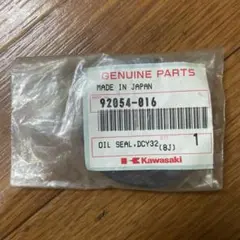 GENUINE PARTS
MADE IN JAPAN
92054-016
OIL SEAL,DCY32(BJ) 1
Kawasaki